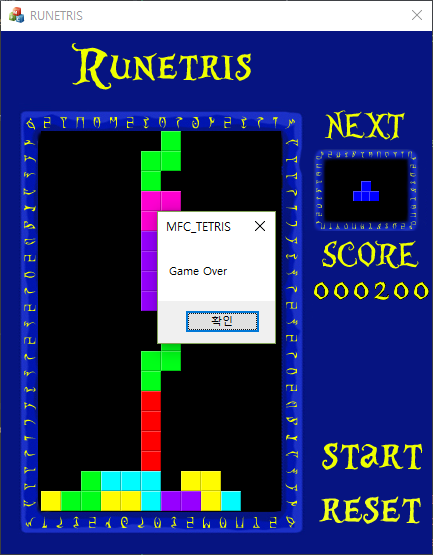 RUNETRIS
RUNETRIS
NEXT
SCORE
000200
MFC_TETRIS
Game Over
확인
START
RESET